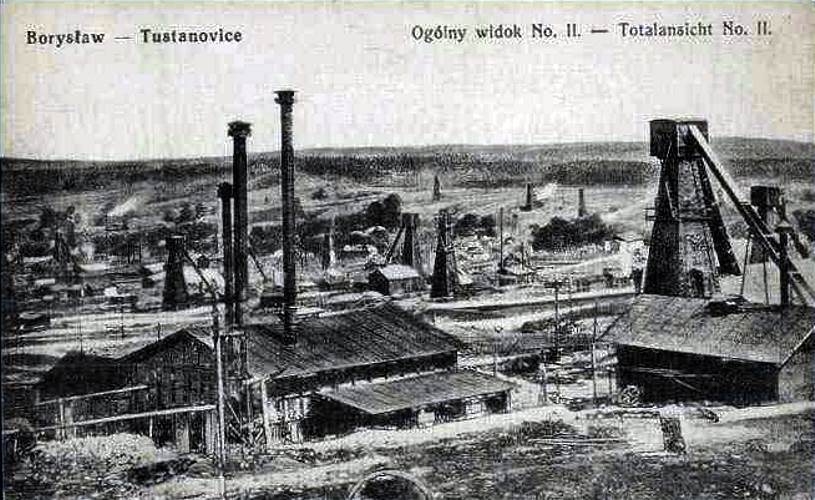 Borysław — Tustanovice
Ogólny widok No. II. — Totalansicht No. II.